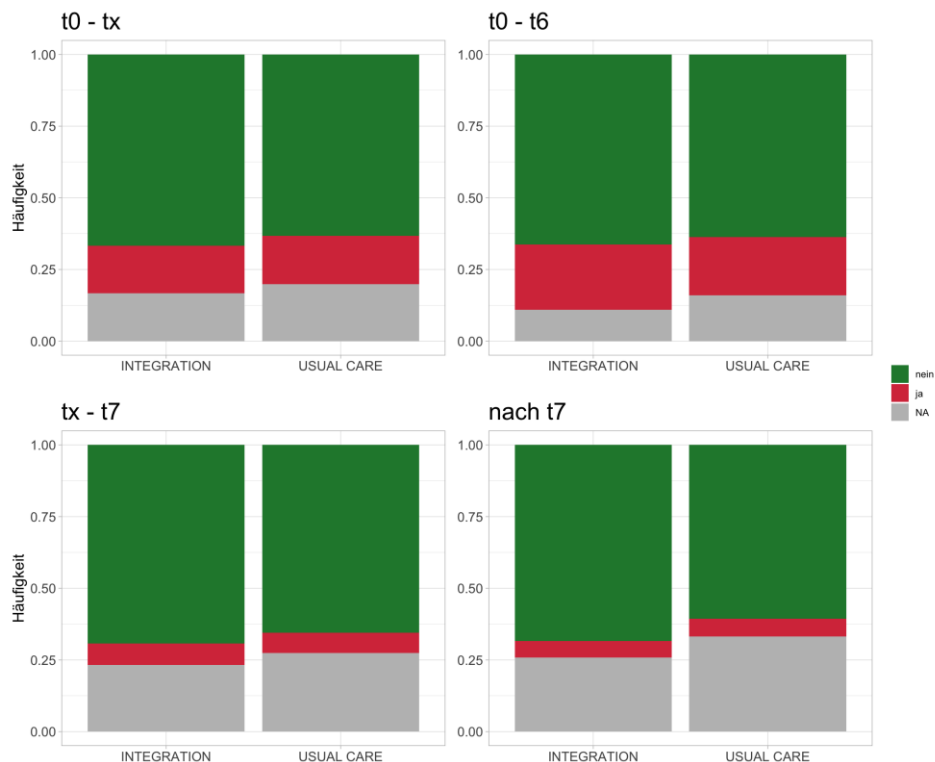 t0 - tx
Häufigkeit
1.00
0.75
0.50
0.25
0.00
INTEGRATION
USUAL CARE
t0 - t6
1.00
0.75
0.50
0.25
0.00
INTEGRATION
USUAL CARE
nein
ja
NA
tx - t7
Häufigkeit
1.00
0.75
0.50
0.25
0.00
INTEGRATION
USUAL CARE
nach t7
1.00
0.75
0.50
0.25
0.00
INTEGRATION
USUAL CARE